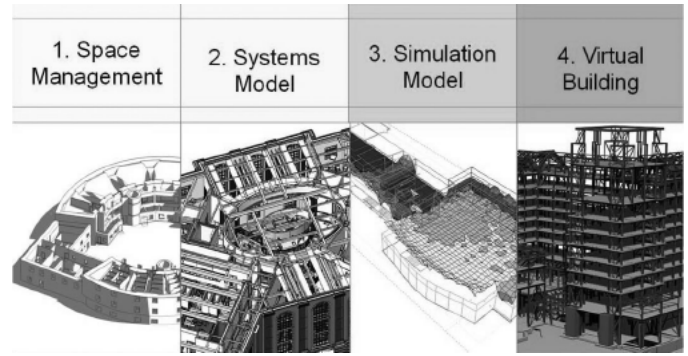 1. Space
Management
2. Systems
Model
3. Simulation
Model
4. Virtual
Building